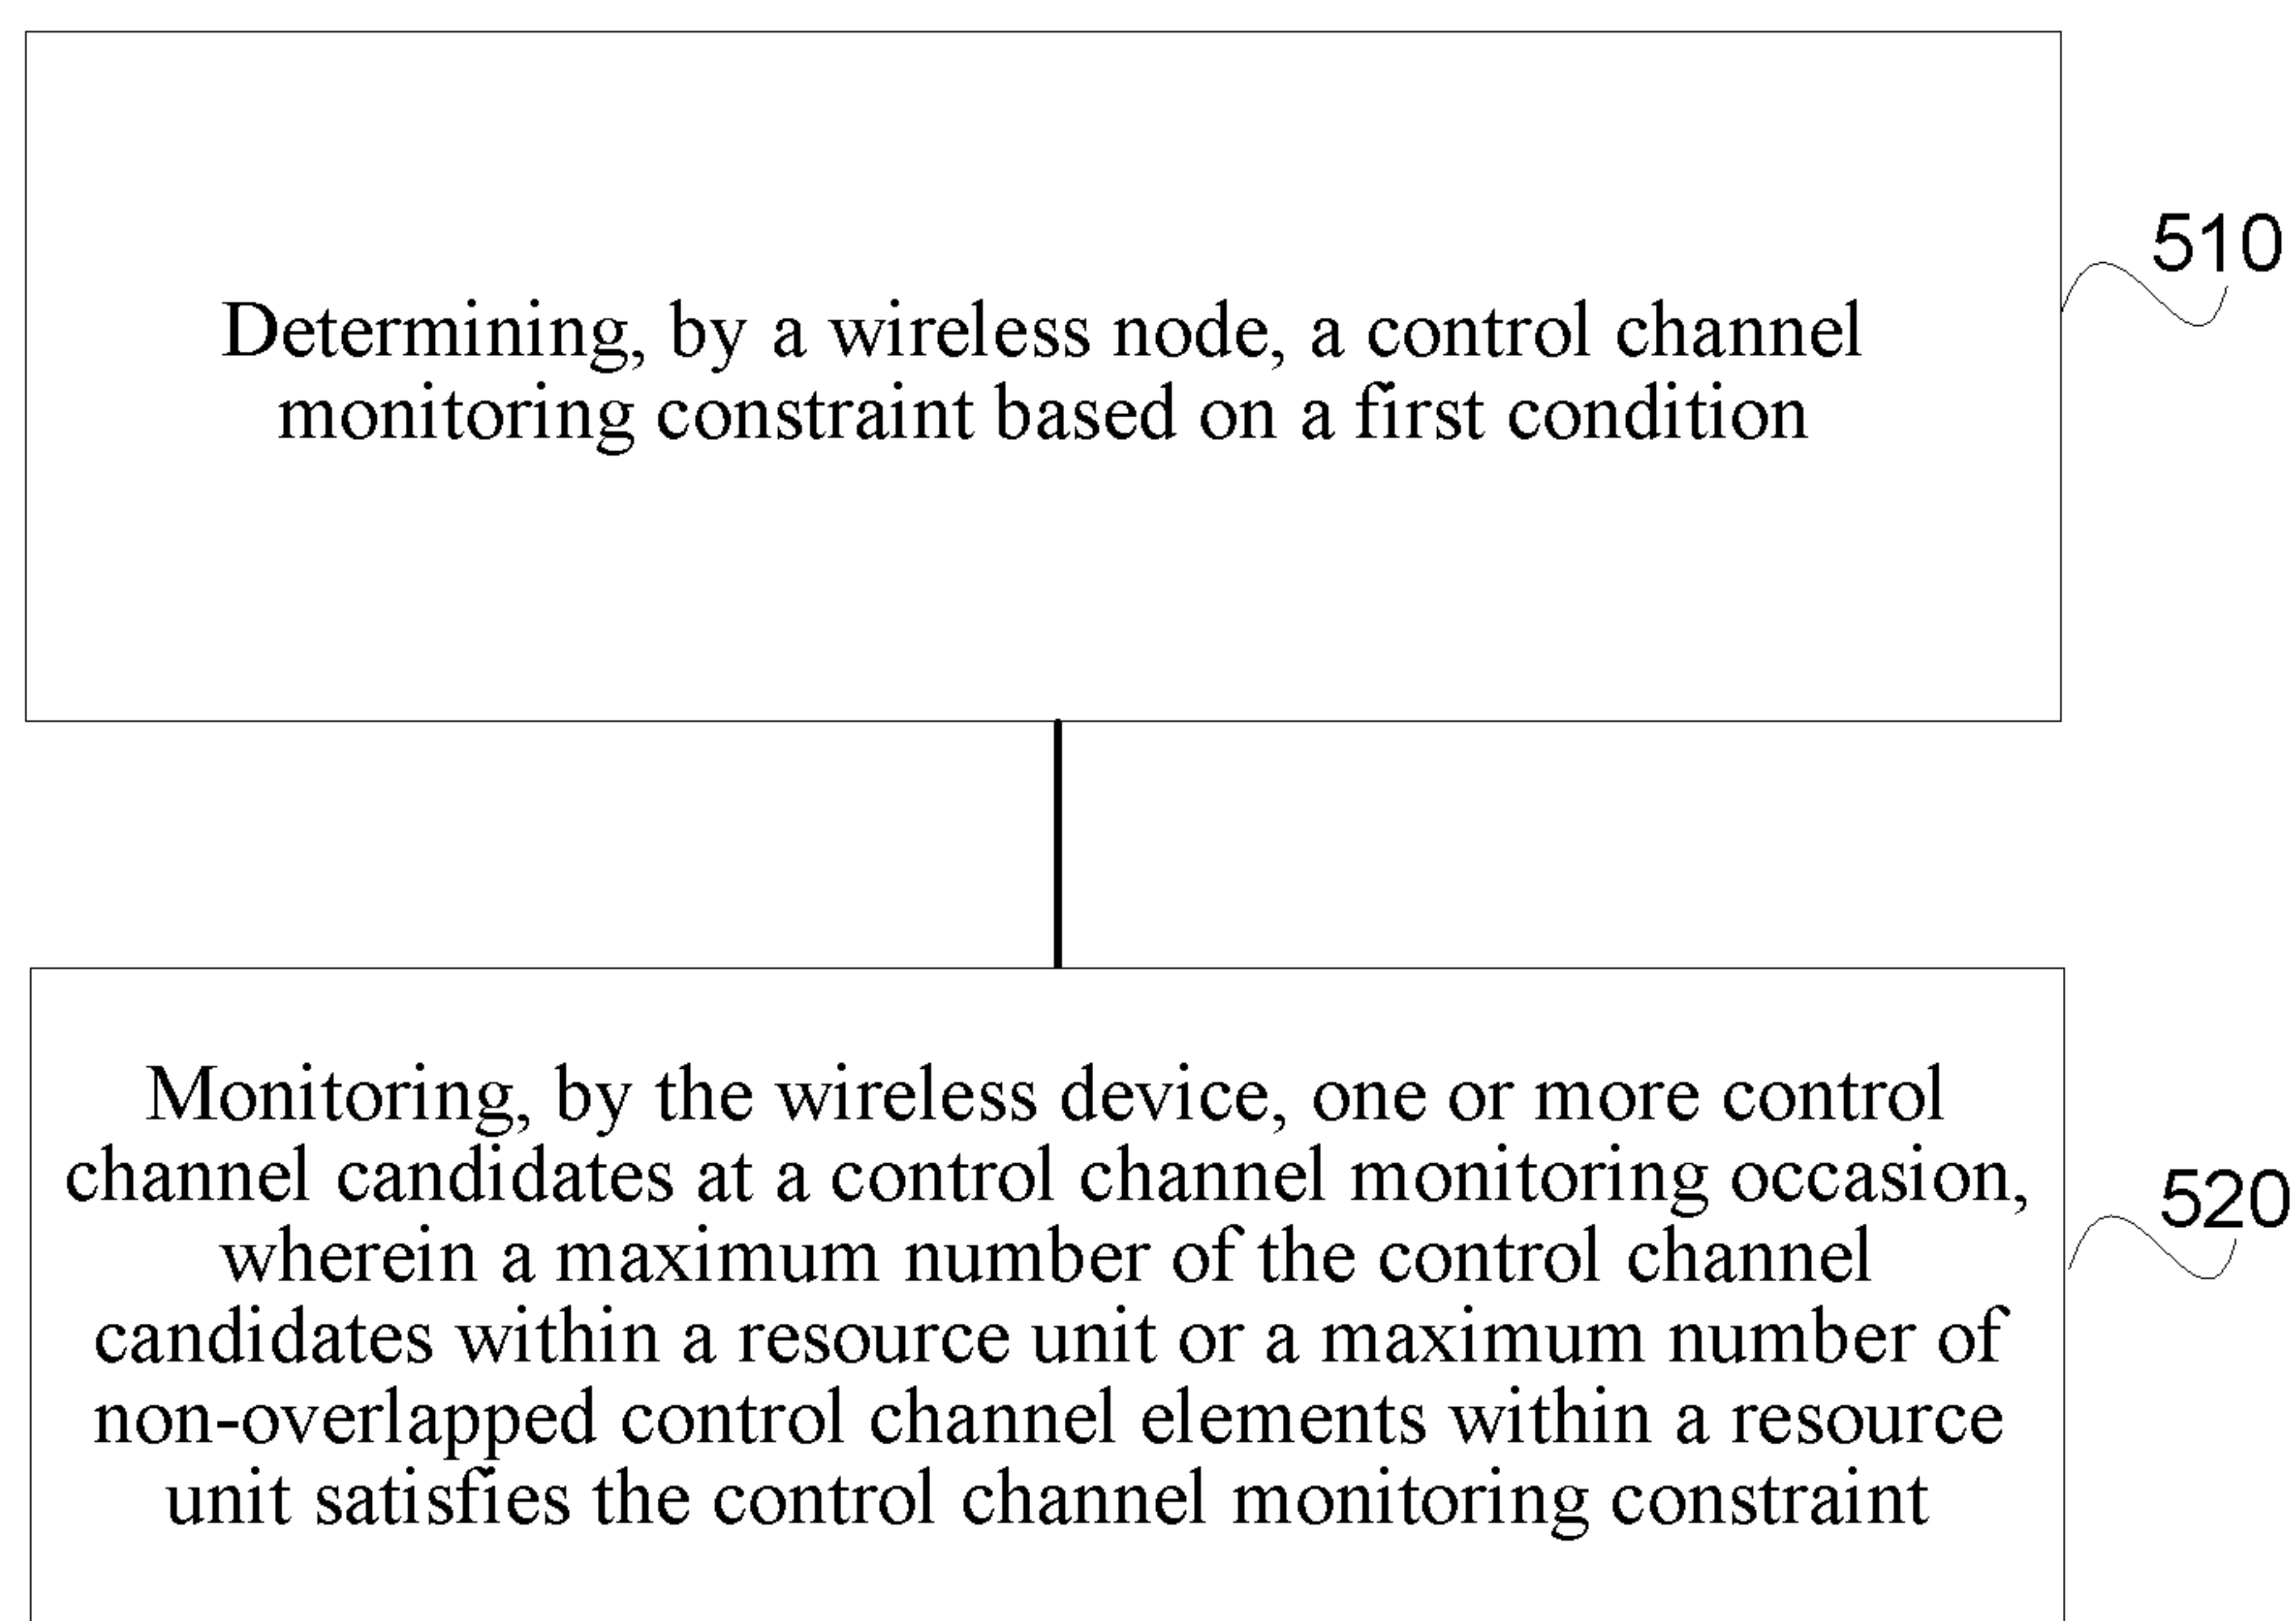 510
Determining, by a wireless node, a control channel
monitoring constraint based on a first condition
Monitoring, by the wireless device, one or more control
channel candidates at a control channel monitoring occasion,
520
wherein a maximum number of the control channel
candidates within a resource unit or a maximum number of
non-overlapped control channel elements within a resource
unit satisfies the control channel monitoring constraint